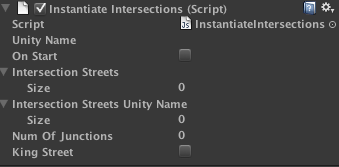 Instantiate Intersections (Script)
Script JS InstantiateIntersections
Unity Name
On Start
Intersection Streets
Size 0
Intersection Streets Unity Name
Size 0
Num Of Junctions 0
King Street